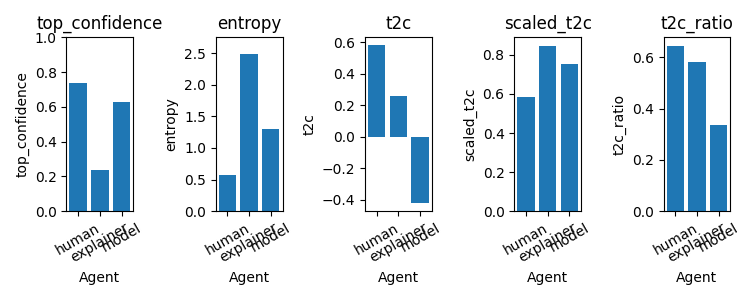 top_confidence
top_confidence
1.0
0.8
0.6
0.4
0.2
0.0
human
explainer
model
Agent
entropy
entropy
2.5
2.0
1.5
1.0
0.5
0.0
human
explainer
model
Agent
t2c
t2c
0.6
0.4
0.2
0.0
−0.2
−0.4
human
explainer
model
Agent
scaled_t2c
scaled_t2c
0.8
0.6
0.4
0.2
0.0
human
explainer
model
Agent
t2c_ratio
t2c_ratio
0.6
0.4
0.2
0.0
human
explainer
model
Agent